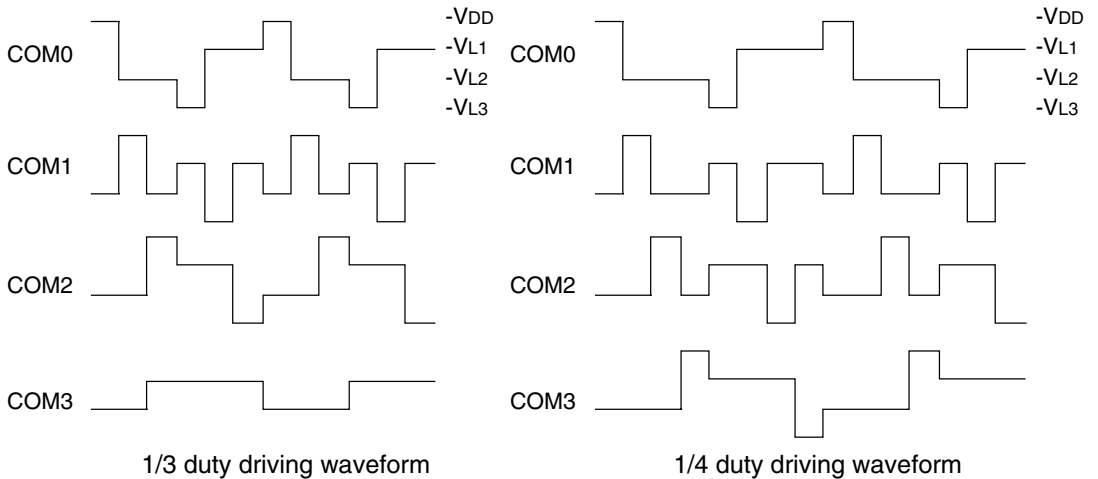 COM0
-VDD
-VL1
-VL2
-VL3
COM1
COM2
COM3
1/3 duty driving waveform
COM0
-VDD
-VL1
-VL2
-VL3
COM1
COM2
COM3
1/4 duty driving waveform